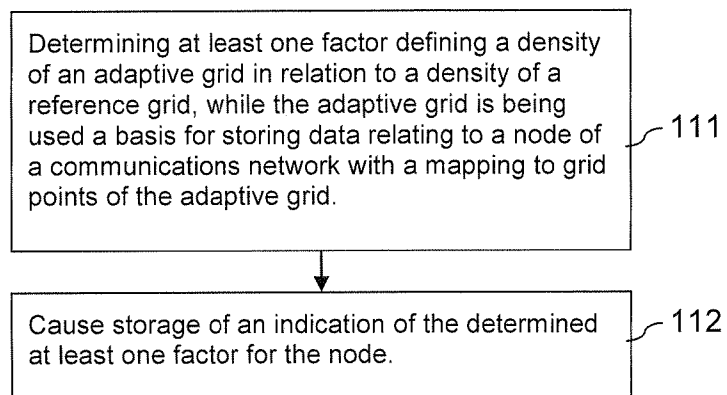 Determining at least one factor defining a density
of an adaptive grid in relation to a density of a
reference grid, while the adaptive grid is being
used a basis for storing data relating to a node of
a communications network with a mapping to grid
points of the adaptive grid.
111
Cause storage of an indication of the determined
at least one factor for the node.
112